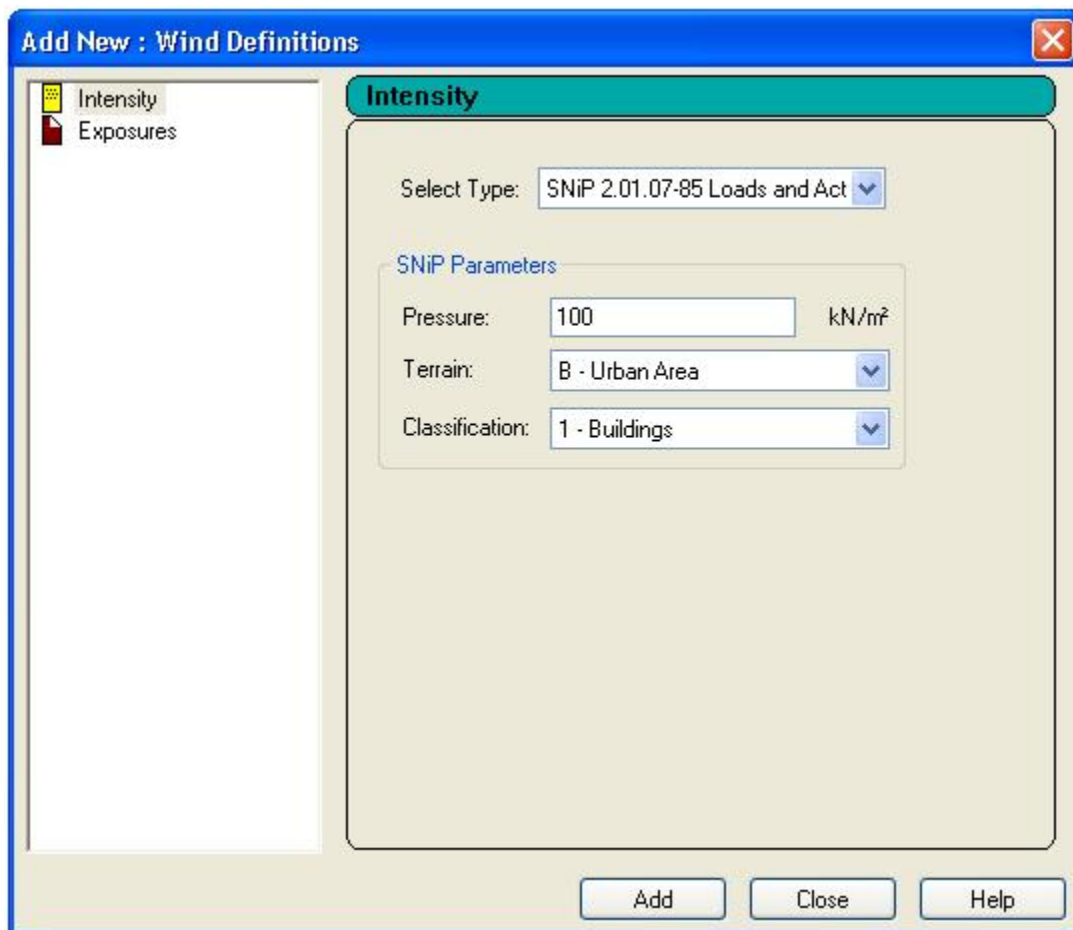 Add New : Wind Definitions
Intensity
Exposures
Intensity
Select Type: SNiP 2.01.07-85 Loads and Act
SNiP Parameters
Pressure: 100 kN/m²
Terrain: B - Urban Area
Classification: 1 - Buildings
Add Close Help